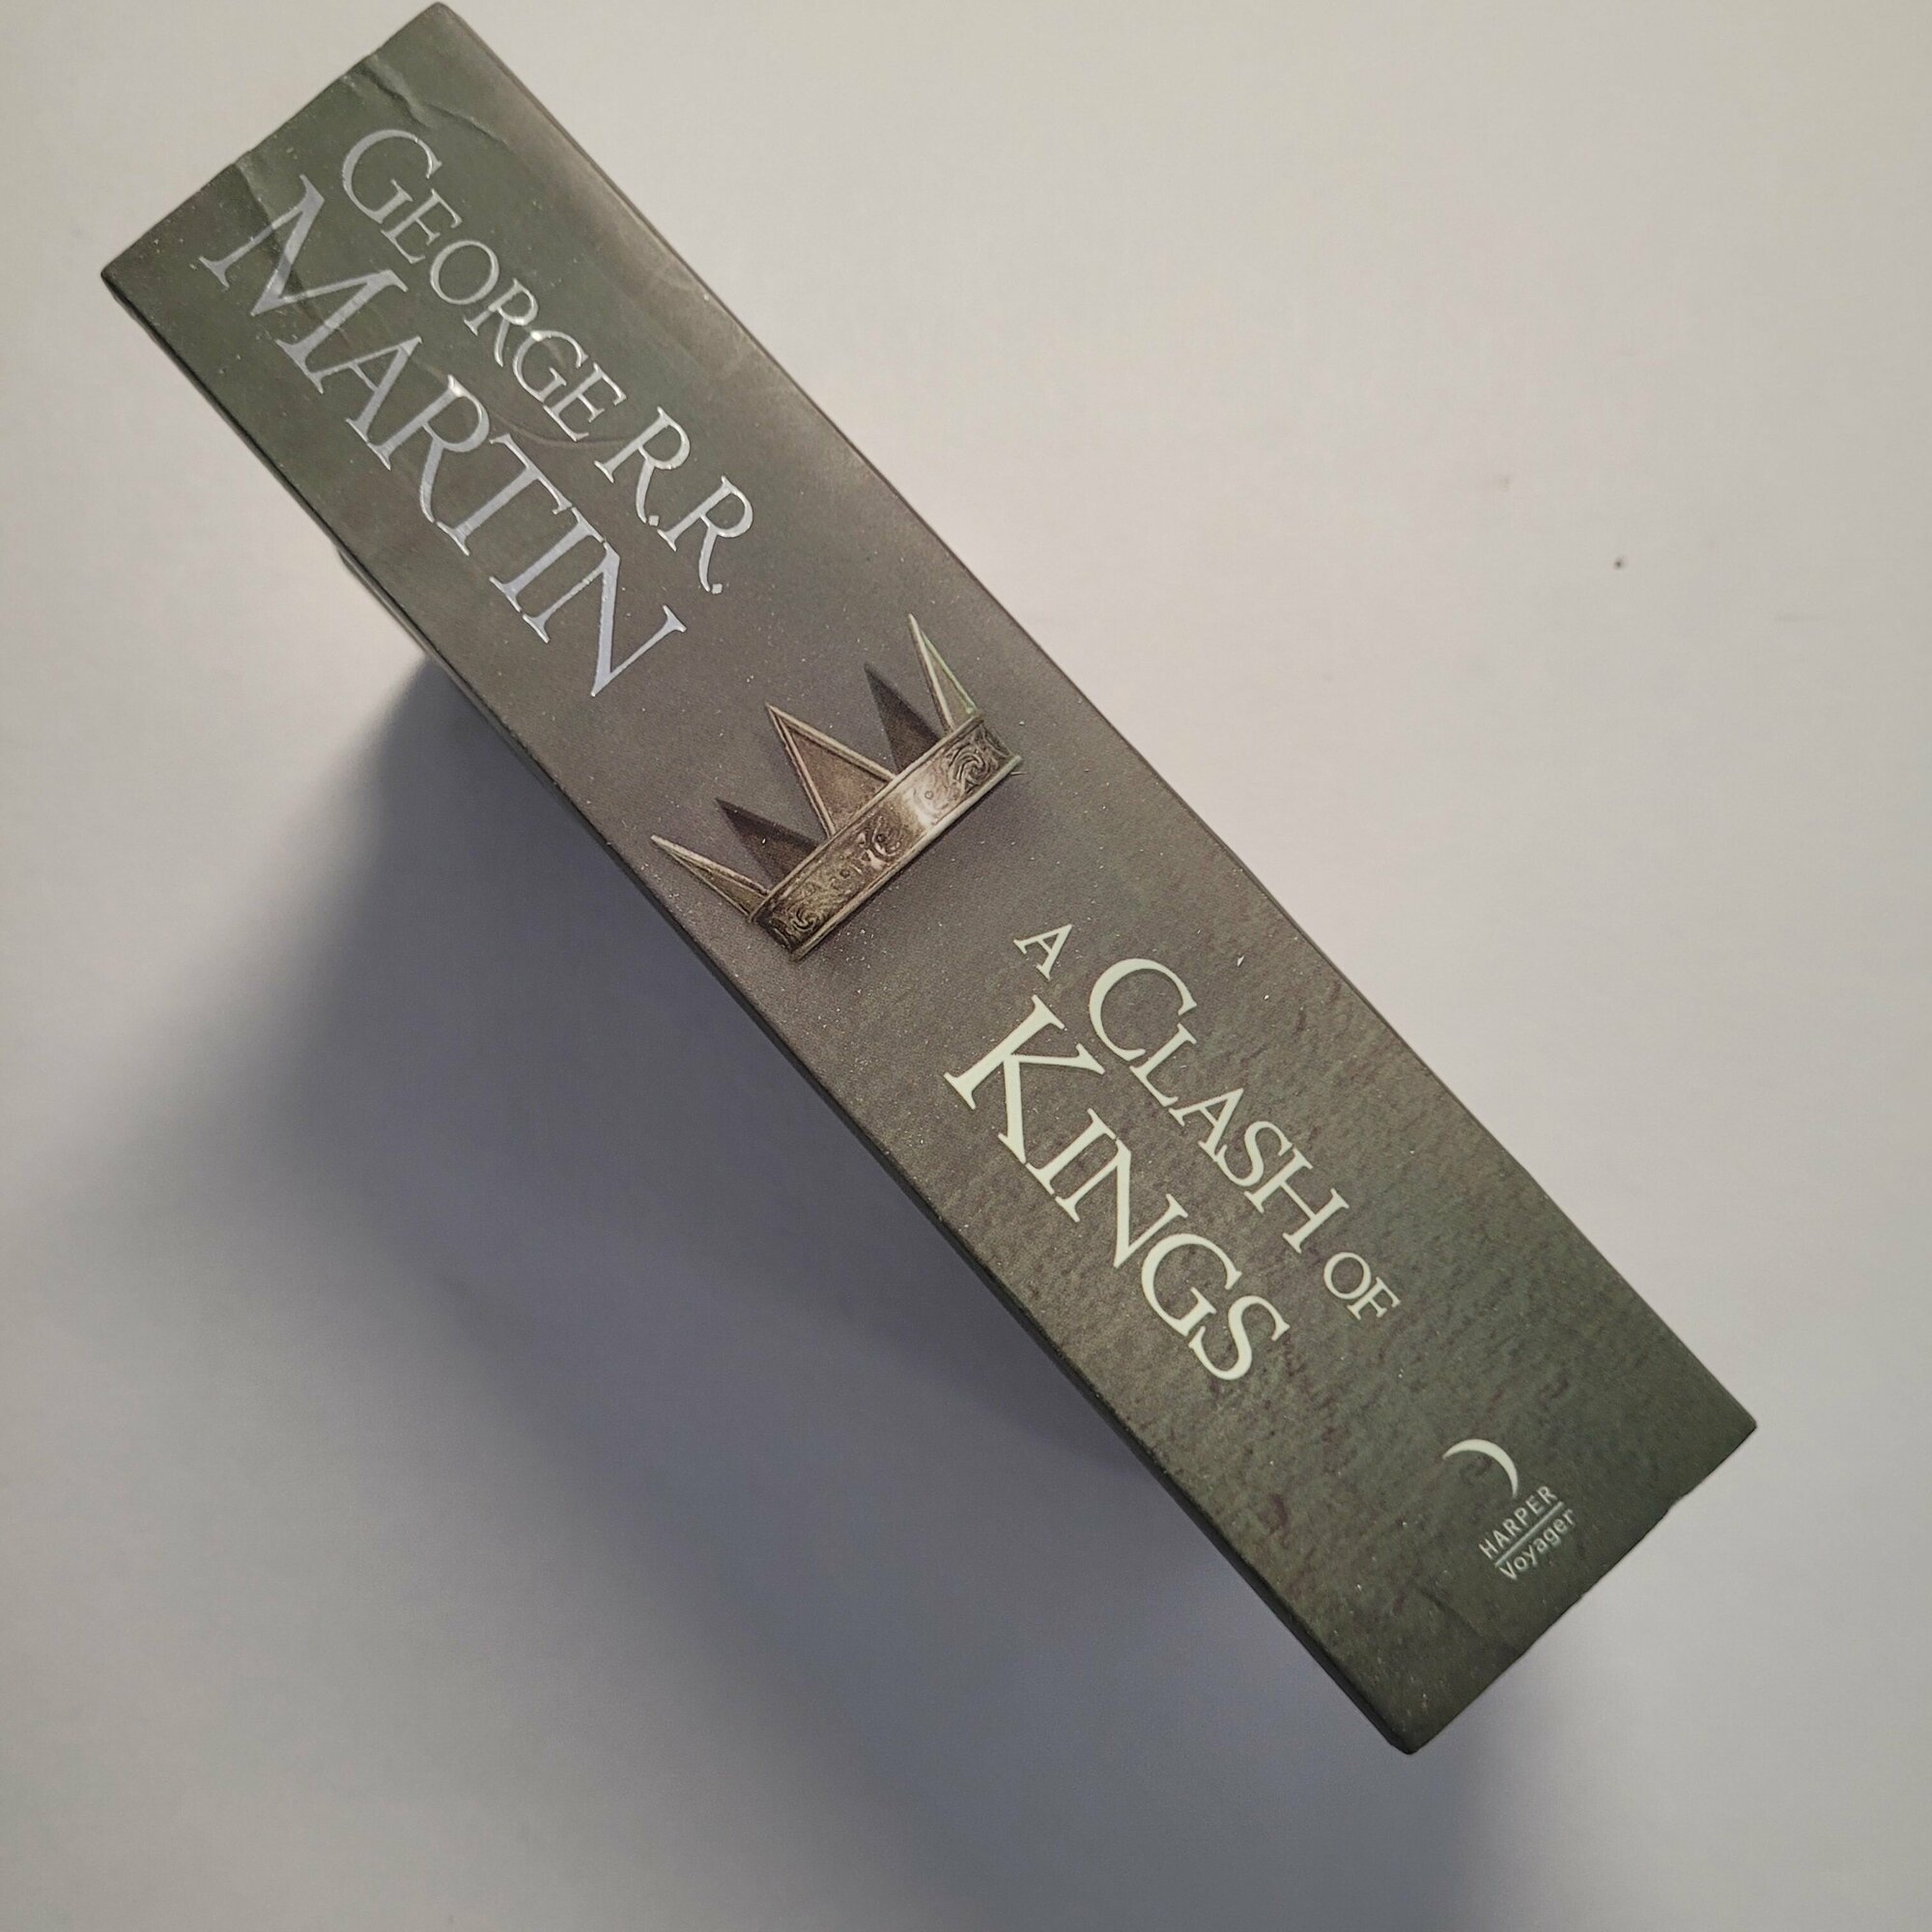 GEORGE R.R.
MARTIN
A CLASH OF
KINGS
HARPER
Voyager